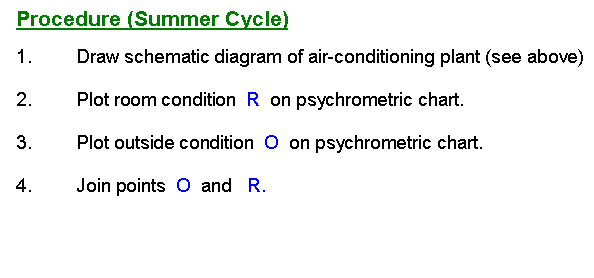 Procedure (Summer Cycle)
1. Draw schematic diagram of air-conditioning plant (see above)
2. Plot room condition R on psychrometric chart.
3. Plot outside condition O on psychrometric chart.
4. Join points O and R.